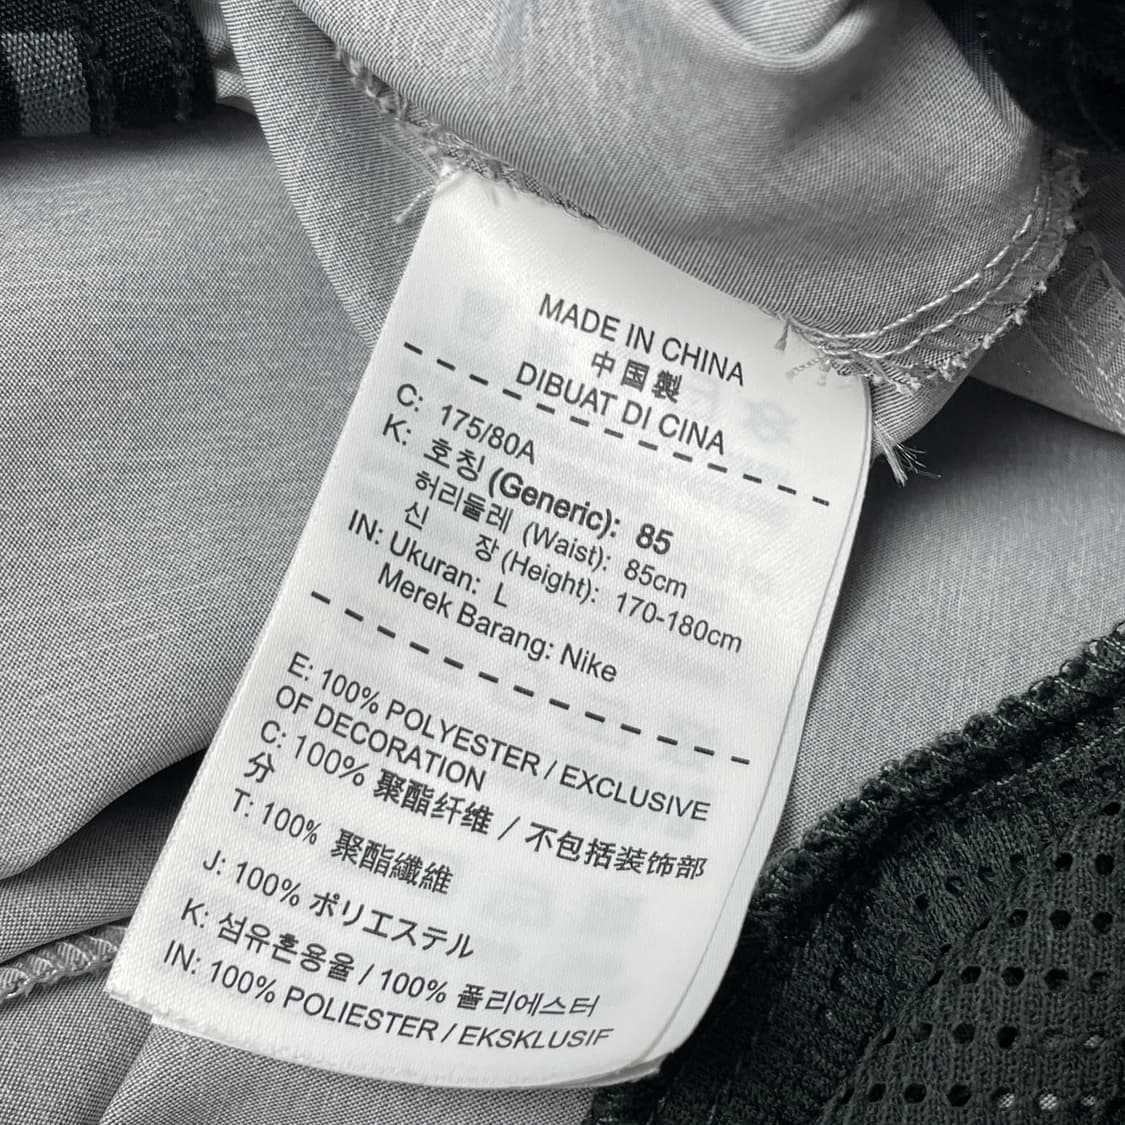 MADE IN CHINA
中国製
DIBUAT DI CINA
C: 175/80A
K: 호칭 (Generic): 85
허리둘레 (Waist): 85cm
신 장 (Height): 170-180cm
IN: Ukuran: L
Merek Barang: Nike
E: 100% POLYESTER / EXCLUSIVE
OF DECORATION
C: 100% 聚酯纤维 / 不包括装饰部
分
T: 100% 聚酯纖維
J: 100% ポリエステル
K: 섬유혼용율 / 100% 폴리에스터
IN: 100% POLIESTER / EKSKLUSIF